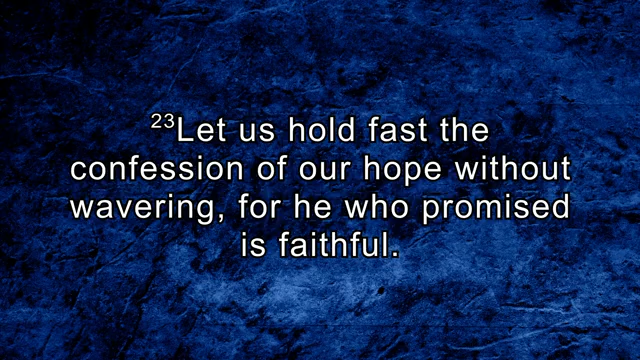 ²³Let us hold fast the
confession of our hope without
wavering, for he who promised
is faithful.